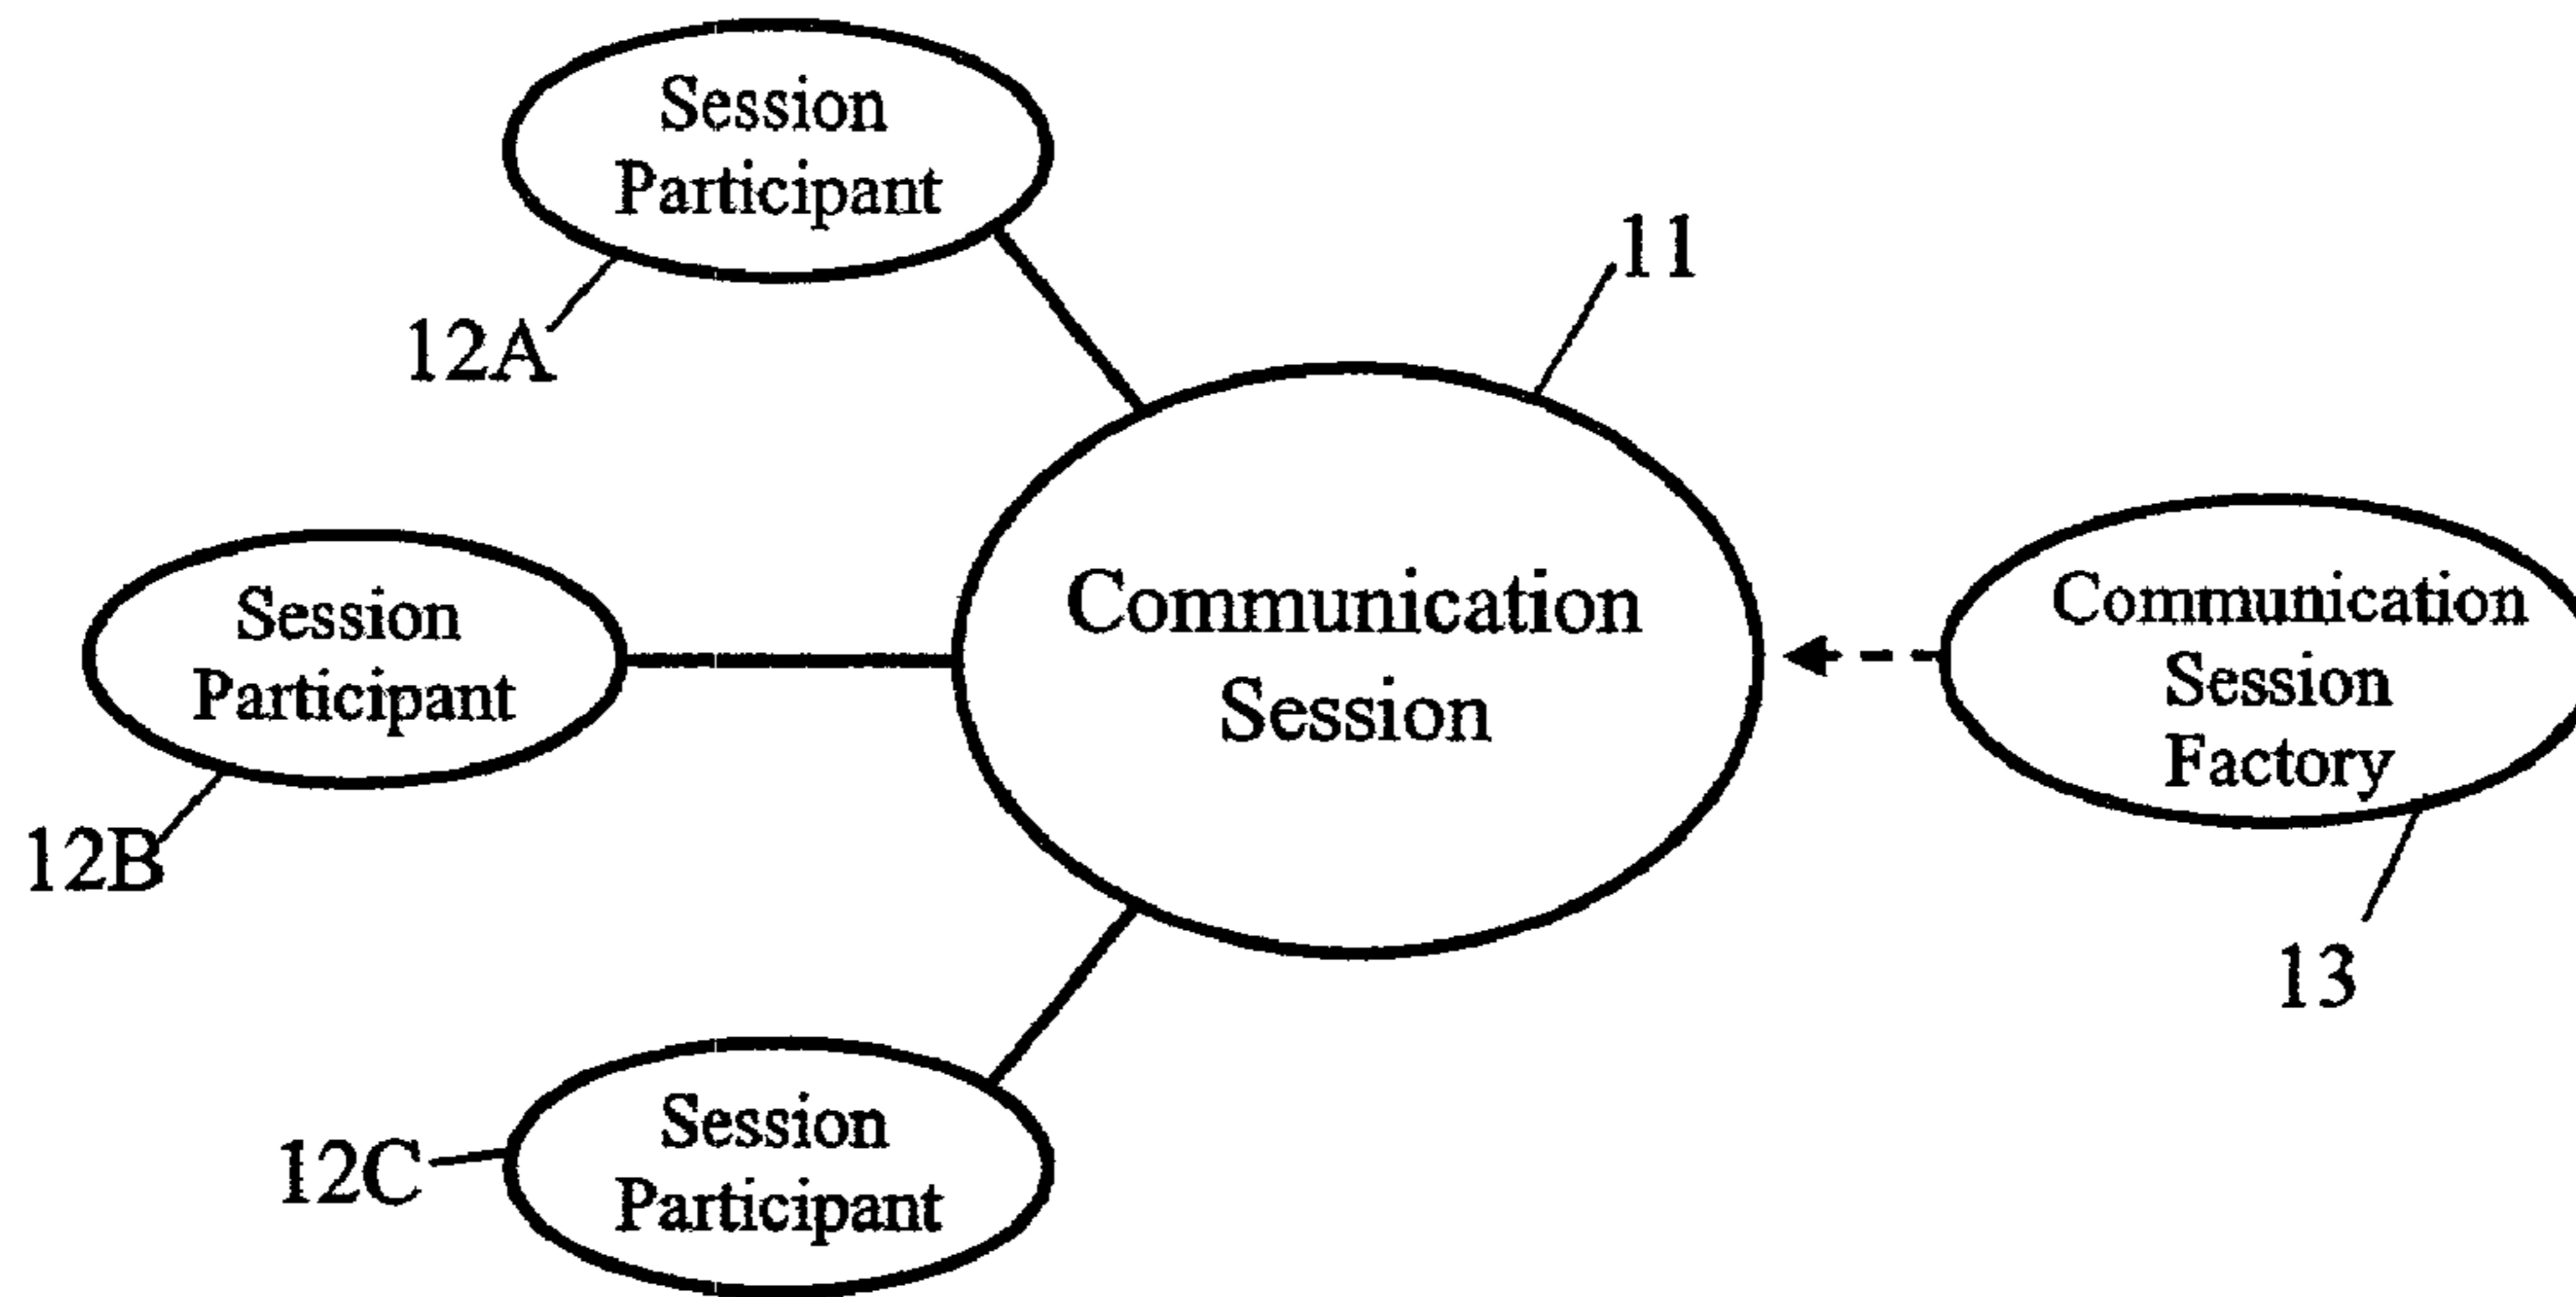 Session
Participant
12A
11
Session
Participant
12B
Communication
Session
Communication
Session
Factory
13
Session
Participant
12C